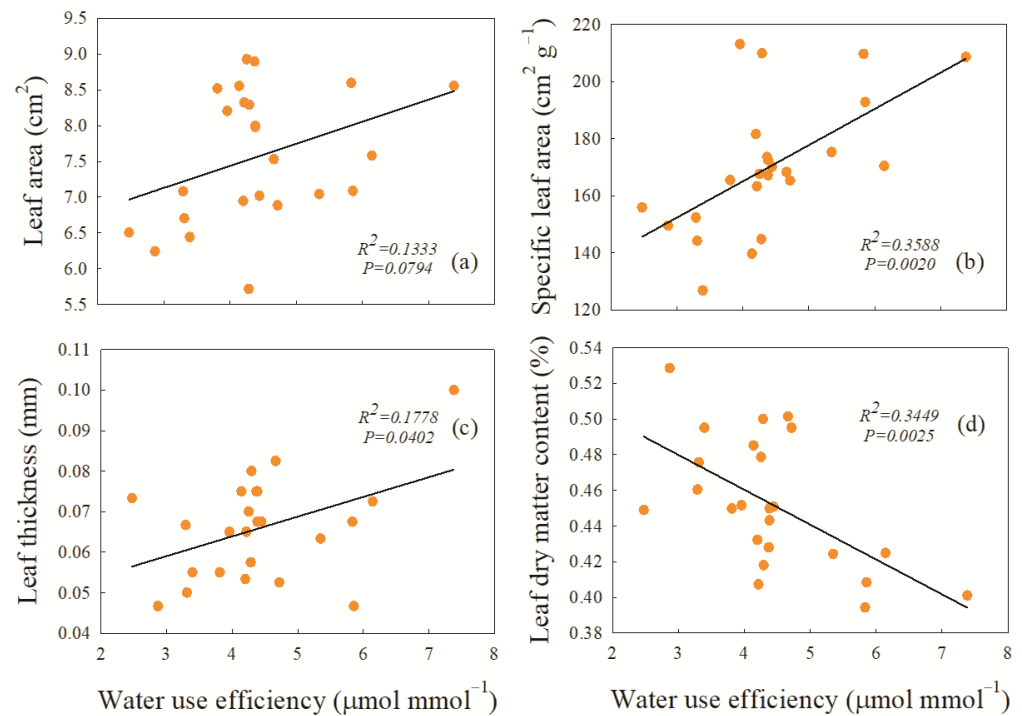 9.5
9.0
8.5
8.0
7.5
7.0
6.5
6.0
5.5
Leaf area (cm²)
R²=0.1333
P=0.0794
(a)
220
200
180
160
140
120
Specific leaf area (cm² g⁻¹)
R²=0.3588
P=0.0020
(b)
0.11
0.10
0.09
0.08
0.07
0.06
0.05
0.04
Leaf thickness (mm)
R²=0.1778
P=0.0402
(c)
2 3 4 5 6 7 8
Water use efficiency (μmol mmol⁻¹)
0.54
0.52
0.50
0.48
0.46
0.44
0.42
0.40
0.38
Leaf dry matter content (%)
R²=0.3449
P=0.0025
(d)
2 3 4 5 6 7 8
Water use efficiency (μmol mmol⁻¹)